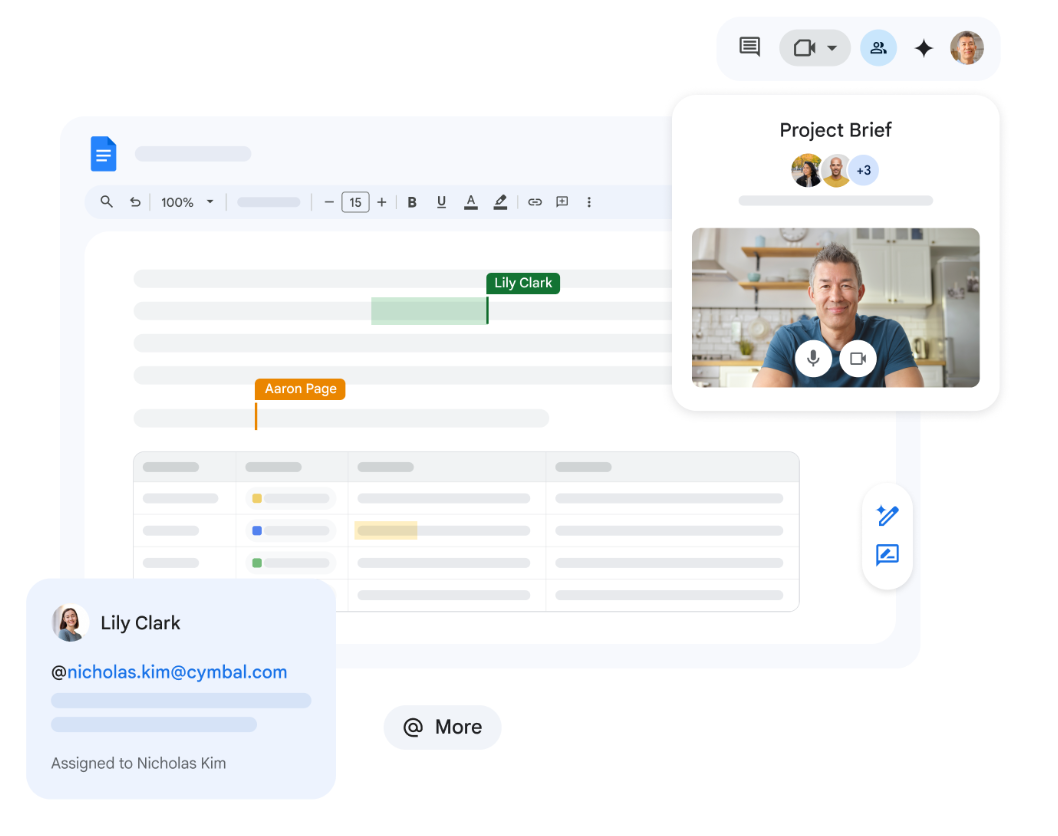 Project Brief
+3
100%
15
B U A
Lily Clark
Aaron Page
Lily Clark
@nicholas.kim@cymbal.com
Assigned to Nicholas Kim
@ More